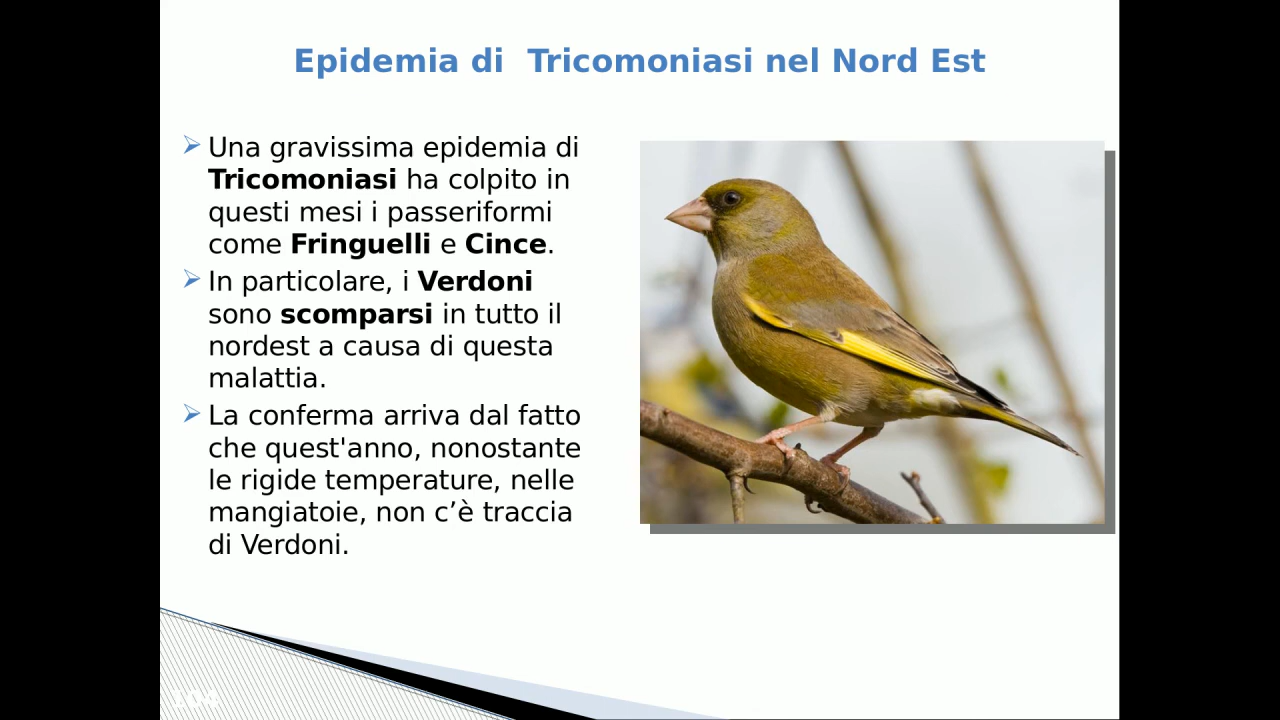 Epidemia di  Tricomoniasi nel Nord Est
Una gravissima epidemia di
Tricomoniasi ha colpito in
questi mesi i passeriformi
come Fringuelli e Cince.
In particolare, i Verdoni
sono scomparsi in tutto il
nordest a causa di questa
malattia.
La conferma arriva dal fatto
che quest'anno, nonostante
le rigide temperature, nelle
mangiatoie, non c’è traccia
di Verdoni.